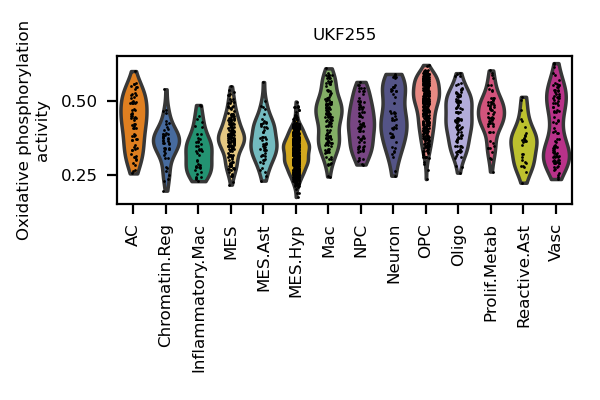 UKF255
Oxidative phosphorylation
activity
0.50
0.25
AC
Chromatin.Reg
Inflammatory.Mac
MES
MES.Ast
MES.Hyp
Mac
NPC
Neuron
OPC
Oligo
Prolif.Metab
Reactive.Ast
Vasc